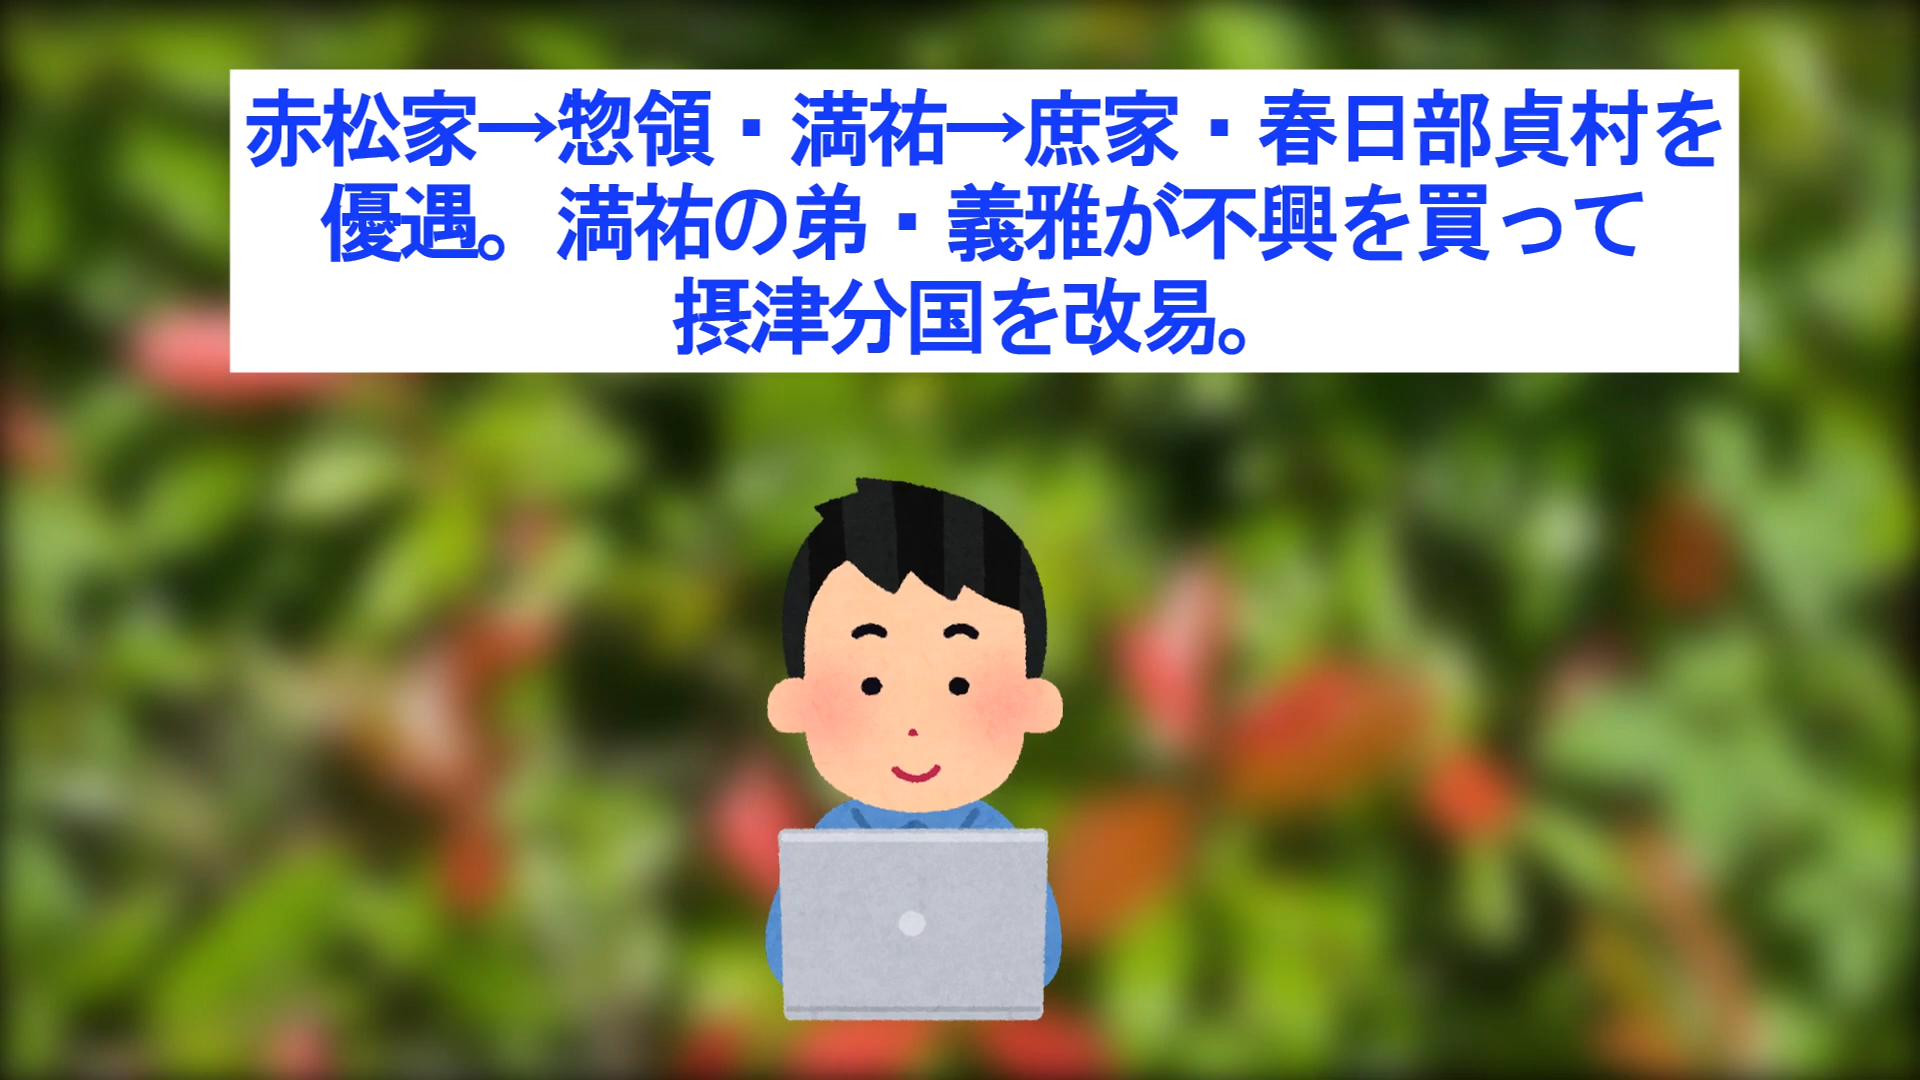 赤松家→惣領・満祐→庶家・春日部貞村を
優遇。満祐の弟・義雅が不興を買って
摂津分国を改易。